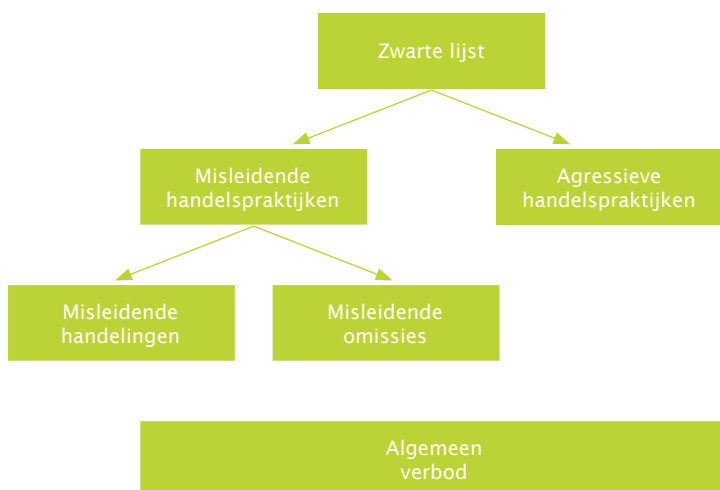 Zwarte lijst
Misleidende
handelspraktijken
Agressieve
handelspraktijken
Misleidende
handelingen
Misleidende
omissies
Algemeen
verbod